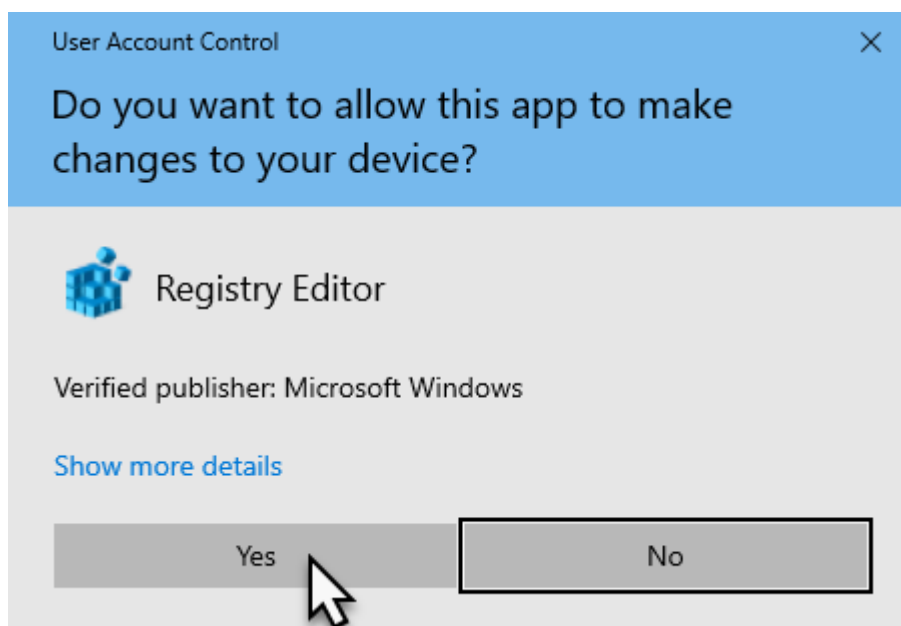 User Account Control
Do you want to allow this app to make
changes to your device?
Registry Editor
Verified publisher: Microsoft Windows
Show more details
Yes
No